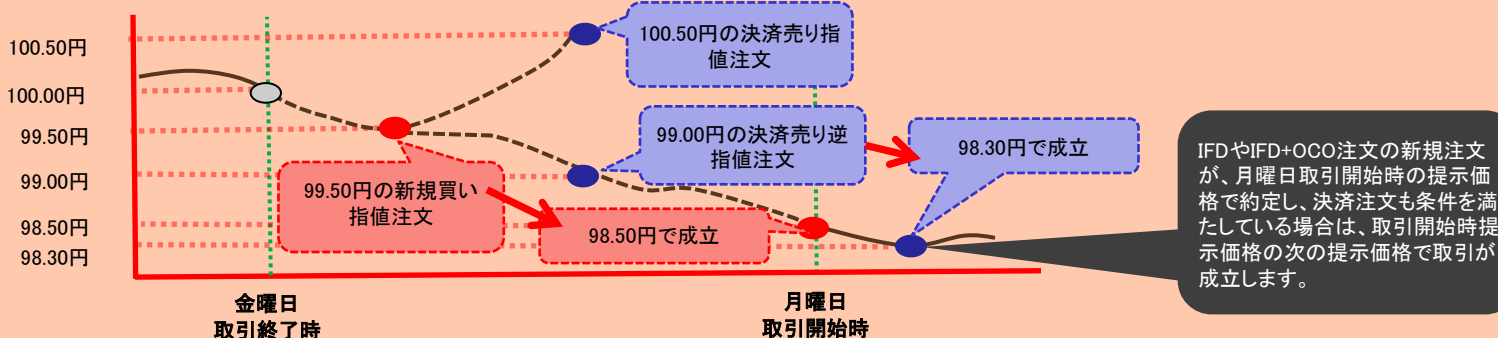 100.50円
100.00円
99.50円
99.00円
98.50円
98.30円
100.50円の決済売り指
値注文
99.00円の決済売り逆
指値注文
98.30円で成立
99.50円の新規買い
指値注文
98.50円で成立
IFDやIFD+OCO注文の新規注文
が、月曜日取引開始時の提示価
格で約定し、決済注文も条件を満
たしている場合は、取引開始時提
示価格の次の提示価格で取引が
成立します。
金曜日
取引終了時
月曜日
取引開始時